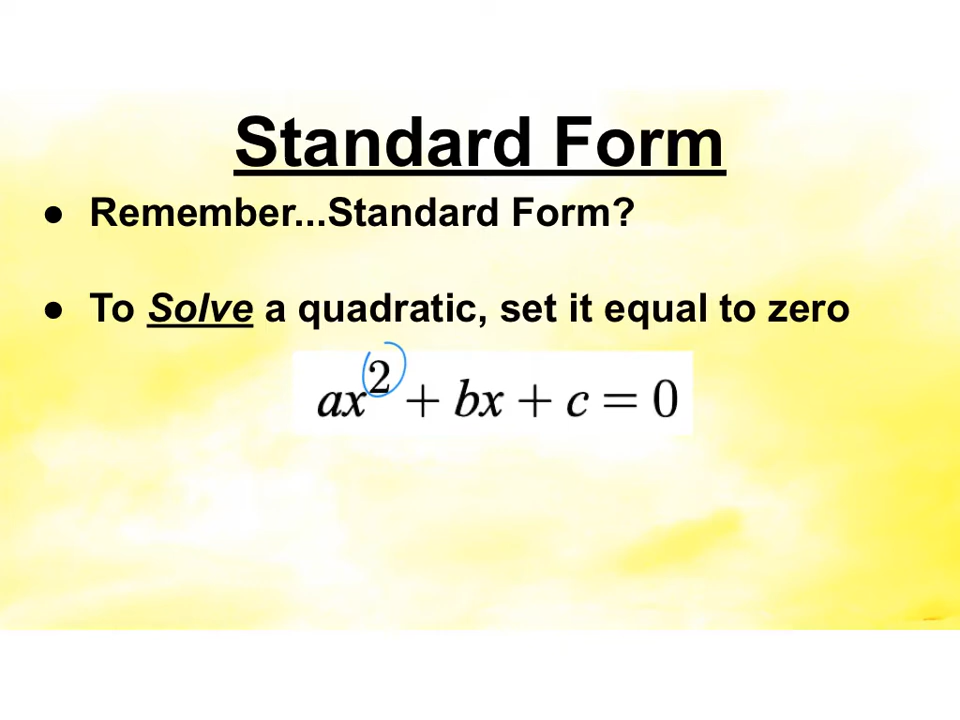 Standard Form
● Remember...Standard Form?
● To Solve a quadratic, set it equal to zero
ax² + bx + c = 0